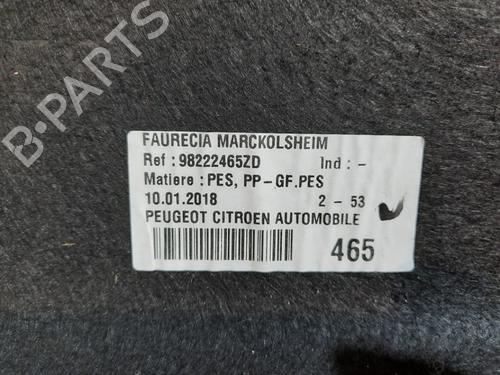 FAURECIA MARCKOLSHEIM
Ref : 98222465ZD Ind : -
Matiere : PES, PP-GF.PES
10.01.2018 2 - 53
PEUGEOT CITROEN AUTOMOBILE
465
B-PARTS